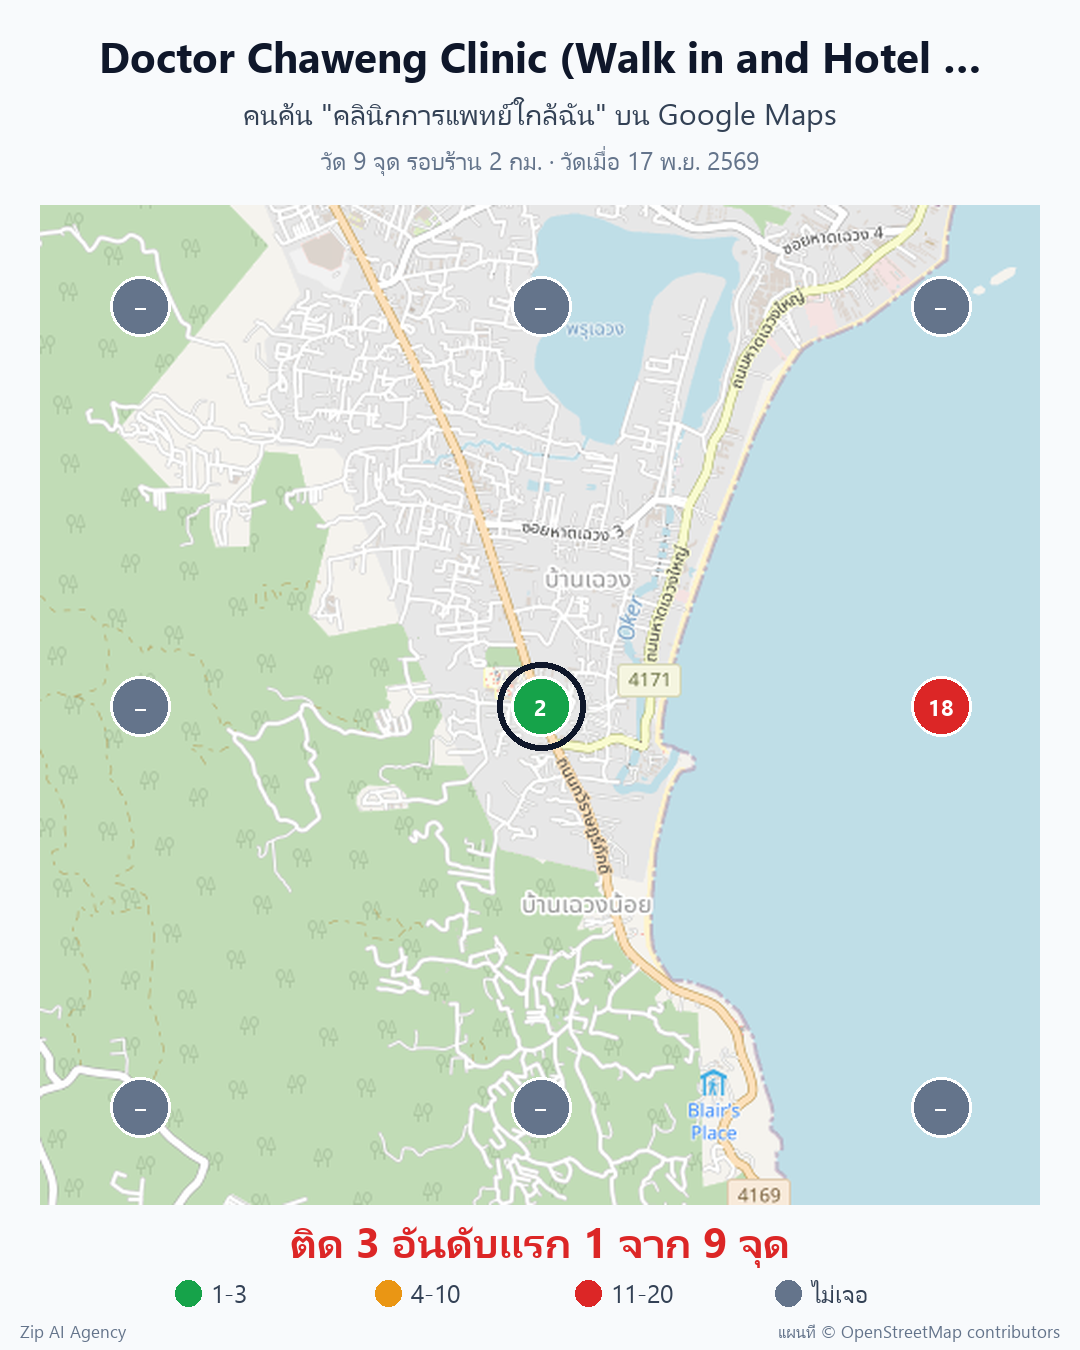 Doctor Chaweng Clinic (Walk in and Hotel ...
คนค้น "คลินิกการแพทย์ใกล้ฉัน" บน Google Maps
วัด 9 จุด รอบร้าน 2 กม. · วัดเมื่อ 17 พ.ย. 2569
ซอยหาดเฉวง 4
–
–
–
พรุเฉวง
ถนนหาดเฉวงใหญ่
ซอยหาดเฉวง 3
บ้านเฉวง
Oker
ถนนหาดเฉวงใหญ่
4171
–
2
18
ถนนทวีราษฎร์ภักดี
บ้านเฉวงน้อย
–
–
–
Blair's
Place
4169
ติด 3 อันดับแรก 1 จาก 9 จุด
1-3
4-10
11-20
ไม่เจอ
Zip AI Agency
แผนที่ © OpenStreetMap contributors